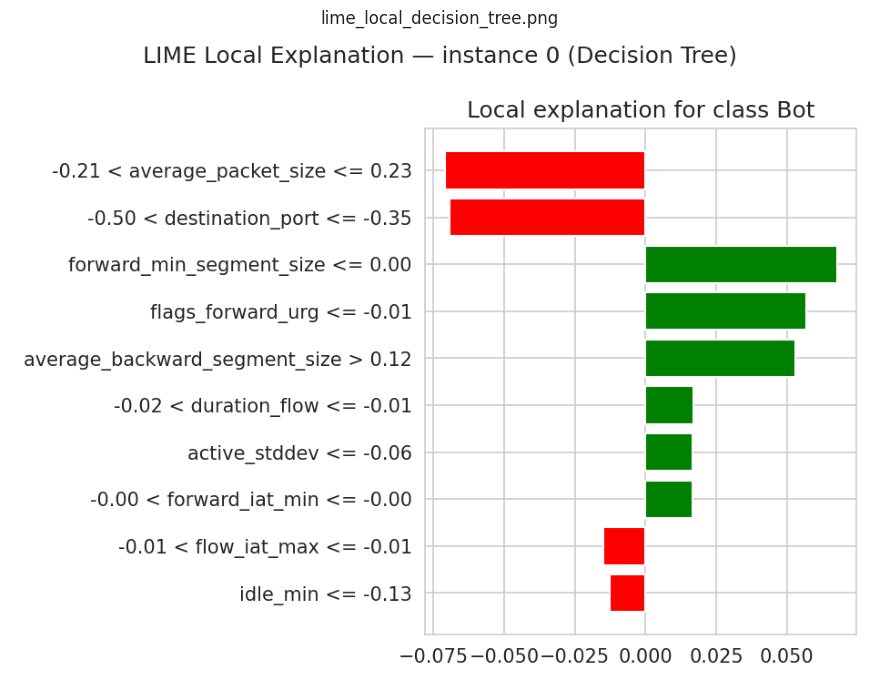 lime_local_decision_tree.png
LIME Local Explanation — instance 0 (Decision Tree)
Local explanation for class Bot
-0.21 < average_packet_size <= 0.23
-0.50 < destination_port <= -0.35
forward_min_segment_size <= 0.00
flags_forward_urg <= -0.01
average_backward_segment_size > 0.12
-0.02 < duration_flow <= -0.01
active_stddev <= -0.06
-0.00 < forward_iat_min <= -0.00
-0.01 < flow_iat_max <= -0.01
idle_min <= -0.13
−0.075 −0.050 −0.025 0.000 0.025 0.050